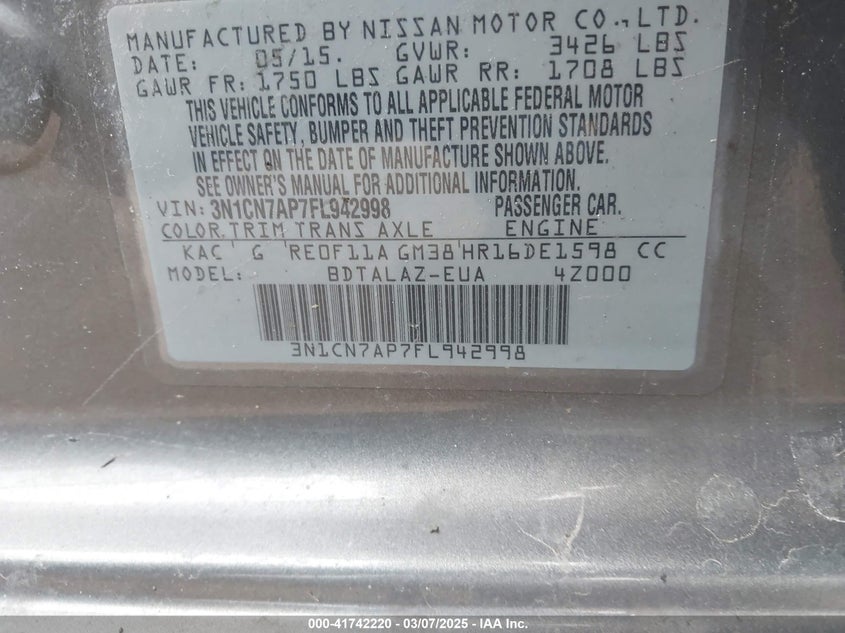 MANUFACTURED BY NISSAN MOTOR CO., LTD.
DATE: 05/15. GVWR: 3426 LBS
GAWR FR: 1750 LBS GAWR RR: 1708 LBS
THIS VEHICLE CONFORMS TO ALL APPLICABLE FEDERAL MOTOR
VEHICLE SAFETY, BUMPER AND THEFT PREVENTION STANDARDS
IN EFFECT ON THE DATE OF MANUFACTURE SHOWN ABOVE.
SEE OWNER'S MANUAL FOR ADDITIONAL INFORMATION.
VIN: 3N1CN7AP7FL942998 PASSENGER CAR.
COLOR TRIM TRANS AXLE ENGINE
KAC G RE0F11A GM38 HR16DE1598 CC
MODEL: BDTALAZ-EUA 4Z000
3N1CN7AP7FL942998
000-41742220 - 03/07/2025 - IAA Inc.